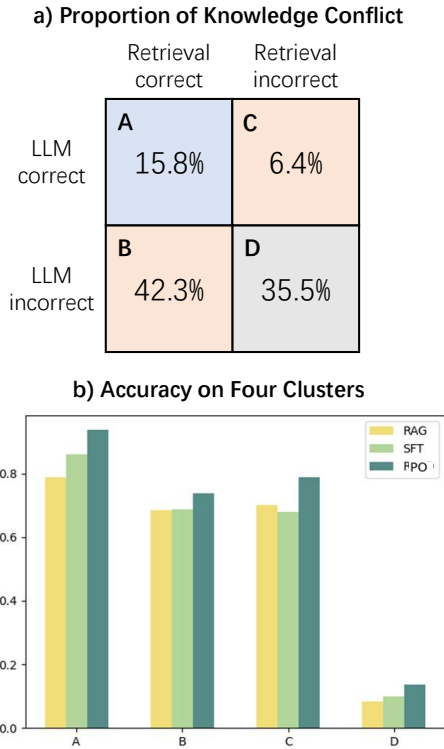 a) Proportion of Knowledge Conflict
Retrieval correct
Retrieval incorrect
LLM correct
A
15.8%
C
6.4%
LLM incorrect
B
42.3%
D
35.5%
b) Accuracy on Four Clusters
RAG
SFT
RPO
0.8
0.6
0.4
0.2
0.0
A
B
C
D